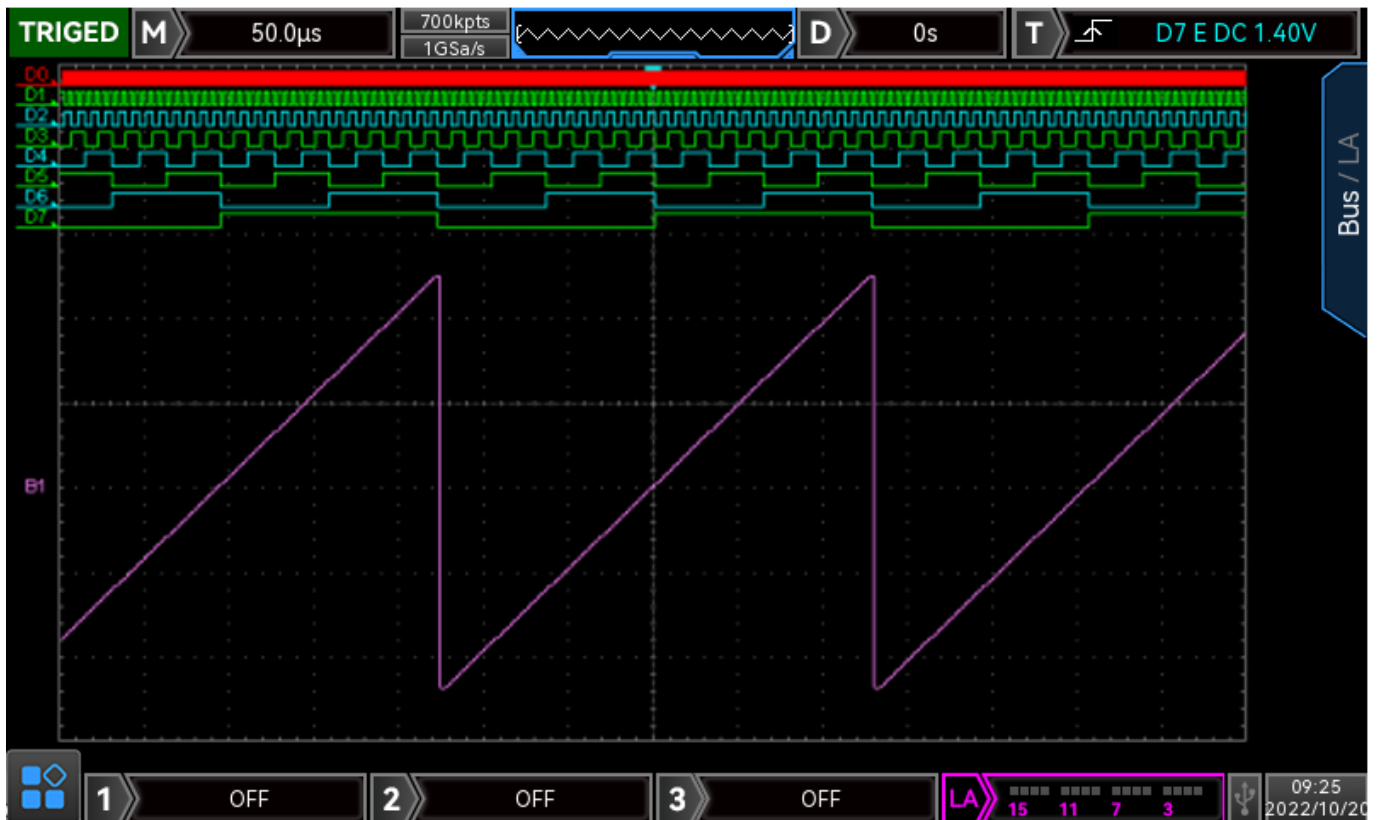 TRIGED M 50.0µs 700kpts D 0s T D7 E DC 1.40V
1GSa/s
D0
D1
D2
D3
D4
D5
D6
D7
Bus / LA
B1
1 OFF 2 OFF 3 OFF LA 15 11 7 3 09:25
2022/10/20